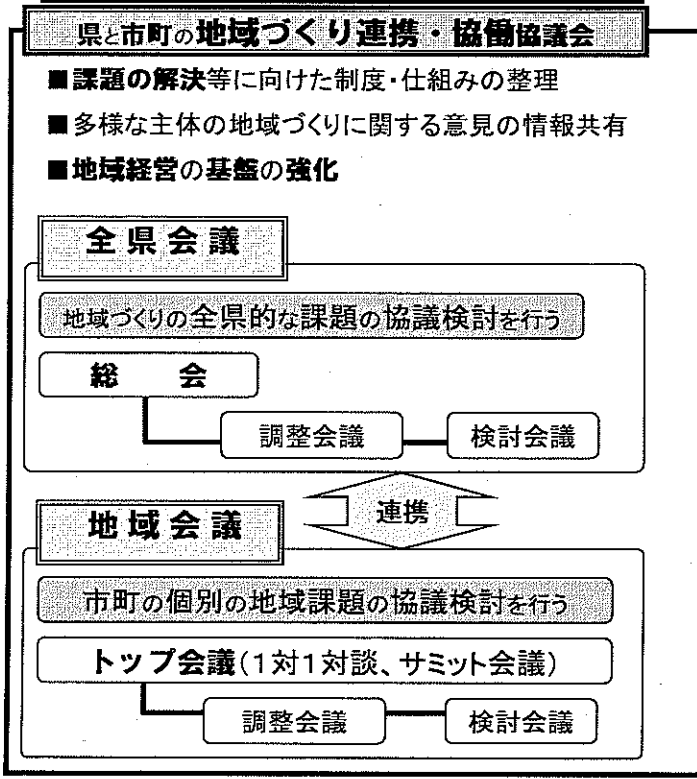 県と市町の地域づくり連携・協働協議会
■課題の解決等に向けた制度・仕組みの整理
■多様な主体の地域づくりに関する意見の情報共有
■地域経営の基盤の強化
全県会議
地域づくりの全県的な課題の協議検討を行う
総 会
調整会議 検討会議
連携
地域会議
市町の個別の地域課題の協議検討を行う
トップ会議(1対1対談、サミット会議)
調整会議 検討会議